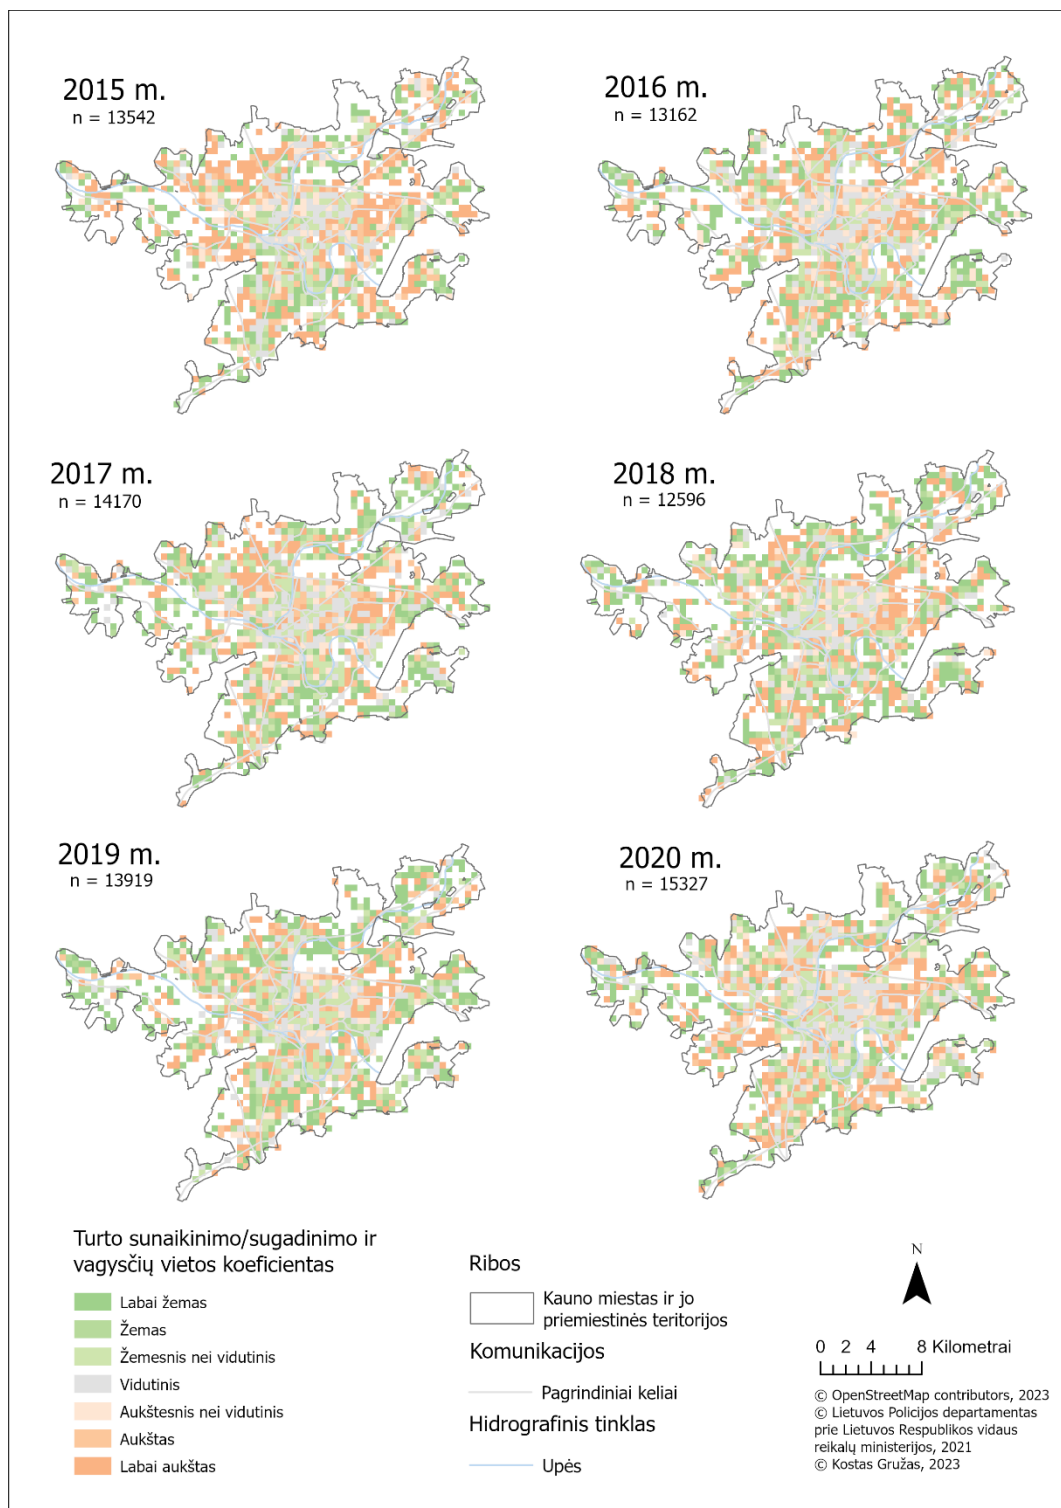 2015 m.
n = 13542
2016 m.
n = 13162
2017 m.
n = 14170
2018 m.
n = 12596
2019 m.
n = 13919
2020 m.
n = 15327
Turto sunaikinimo/sugadinimo ir
vagysčių vietos koeficientas
Labai žemas
Žemas
Žemesnis nei vidutinis
Vidutinis
Aukštesnis nei vidutinis
Aukštas
Labai aukštas
Ribos
Kauno miestas ir jo
priemiestinės teritorijos
Komunikacijos
Pagrindiniai keliai
Hidrografinis tinklas
Upės
N
0 2 4 8 Kilometrai
© OpenStreetMap contributors, 2023
© Lietuvos Policijos departamentas
prie Lietuvos Respublikos vidaus
reikalų ministerijos, 2021
© Kostas Gružas, 2023